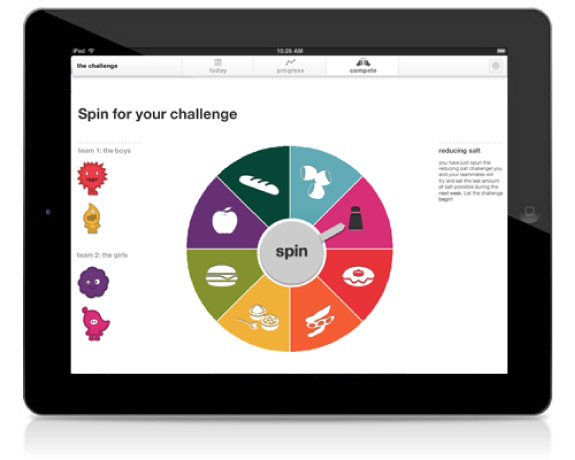 iPad
10:26 AM
the challenge
today
progress
compete
Spin for your challenge
team 1: the boys
team 2: the girls
spin
reducing salt
you have just spun the
reducing salt challenge! you
and your teammates will
try and eat the least amount
of salt possible during the
next week. Let the challenge
begin!